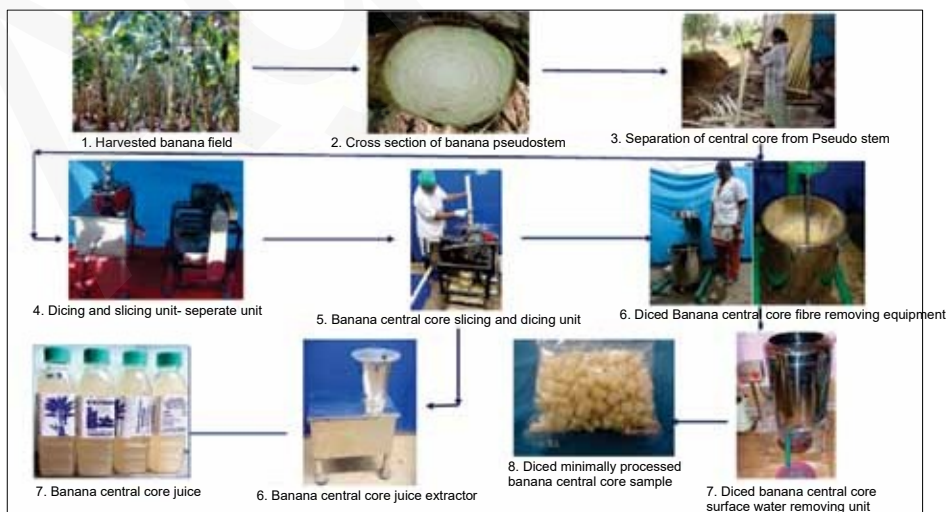 1. Harvested banana field
2. Cross section of banana pseudostem
3. Separation of central core from Pseudo stem
4. Dicing and slicing unit- seperate unit
5. Banana central core slicing and dicing unit
6. Diced Banana central core fibre removing equipment
7. Banana central core juice
6. Banana central core juice extractor
8. Diced minimally processed
banana central core sample
7. Diced banana central core
surface water removing unit